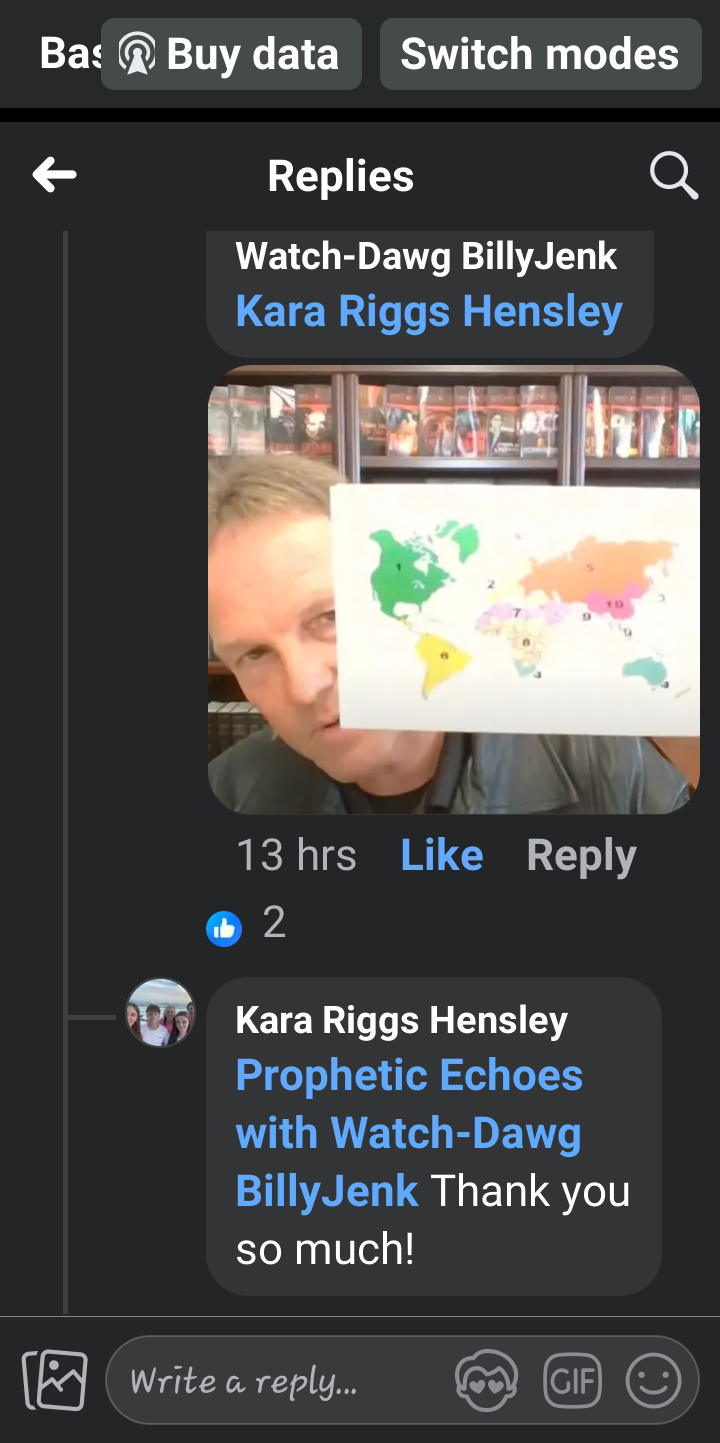 Bas
Buy data
Switch modes
Replies
Watch-Dawg BillyJenk
Kara Riggs Hensley
1
2
5
3
7
10
9
8
9
6
4
4
13 hrs Like Reply
2
Kara Riggs Hensley
Prophetic Echoes
with Watch-Dawg
BillyJenk Thank you
so much!
Write a reply...
GIF